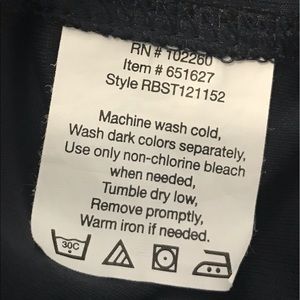 RN # 102260
Item # 651627
Style RBST121152
Machine wash cold,
Wash dark colors separately,
Use only non-chlorine bleach
when needed,
Tumble dry low,
Remove promptly,
Warm iron if needed.
30C